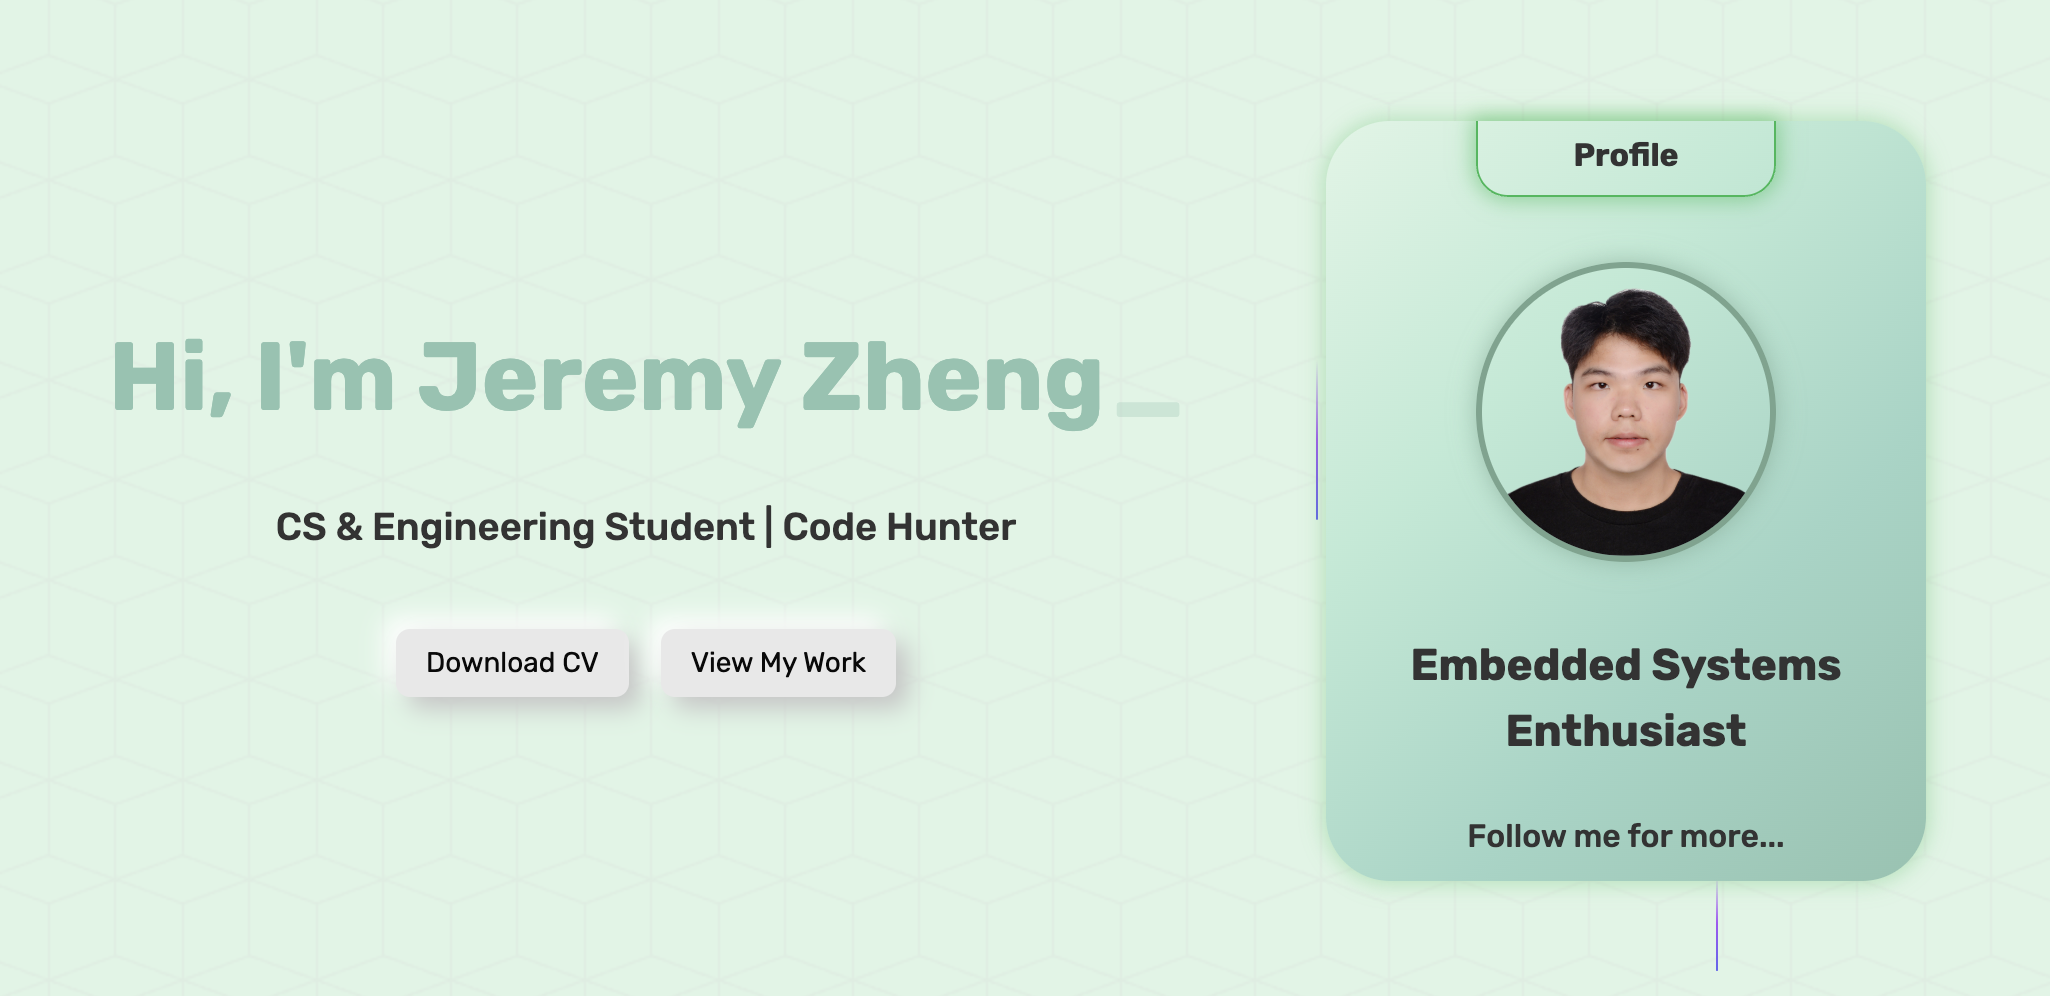 Hi, I'm Jeremy Zheng_
CS & Engineering Student | Code Hunter
Download CV
View My Work
Profile
Embedded Systems
Enthusiast
Follow me for more...